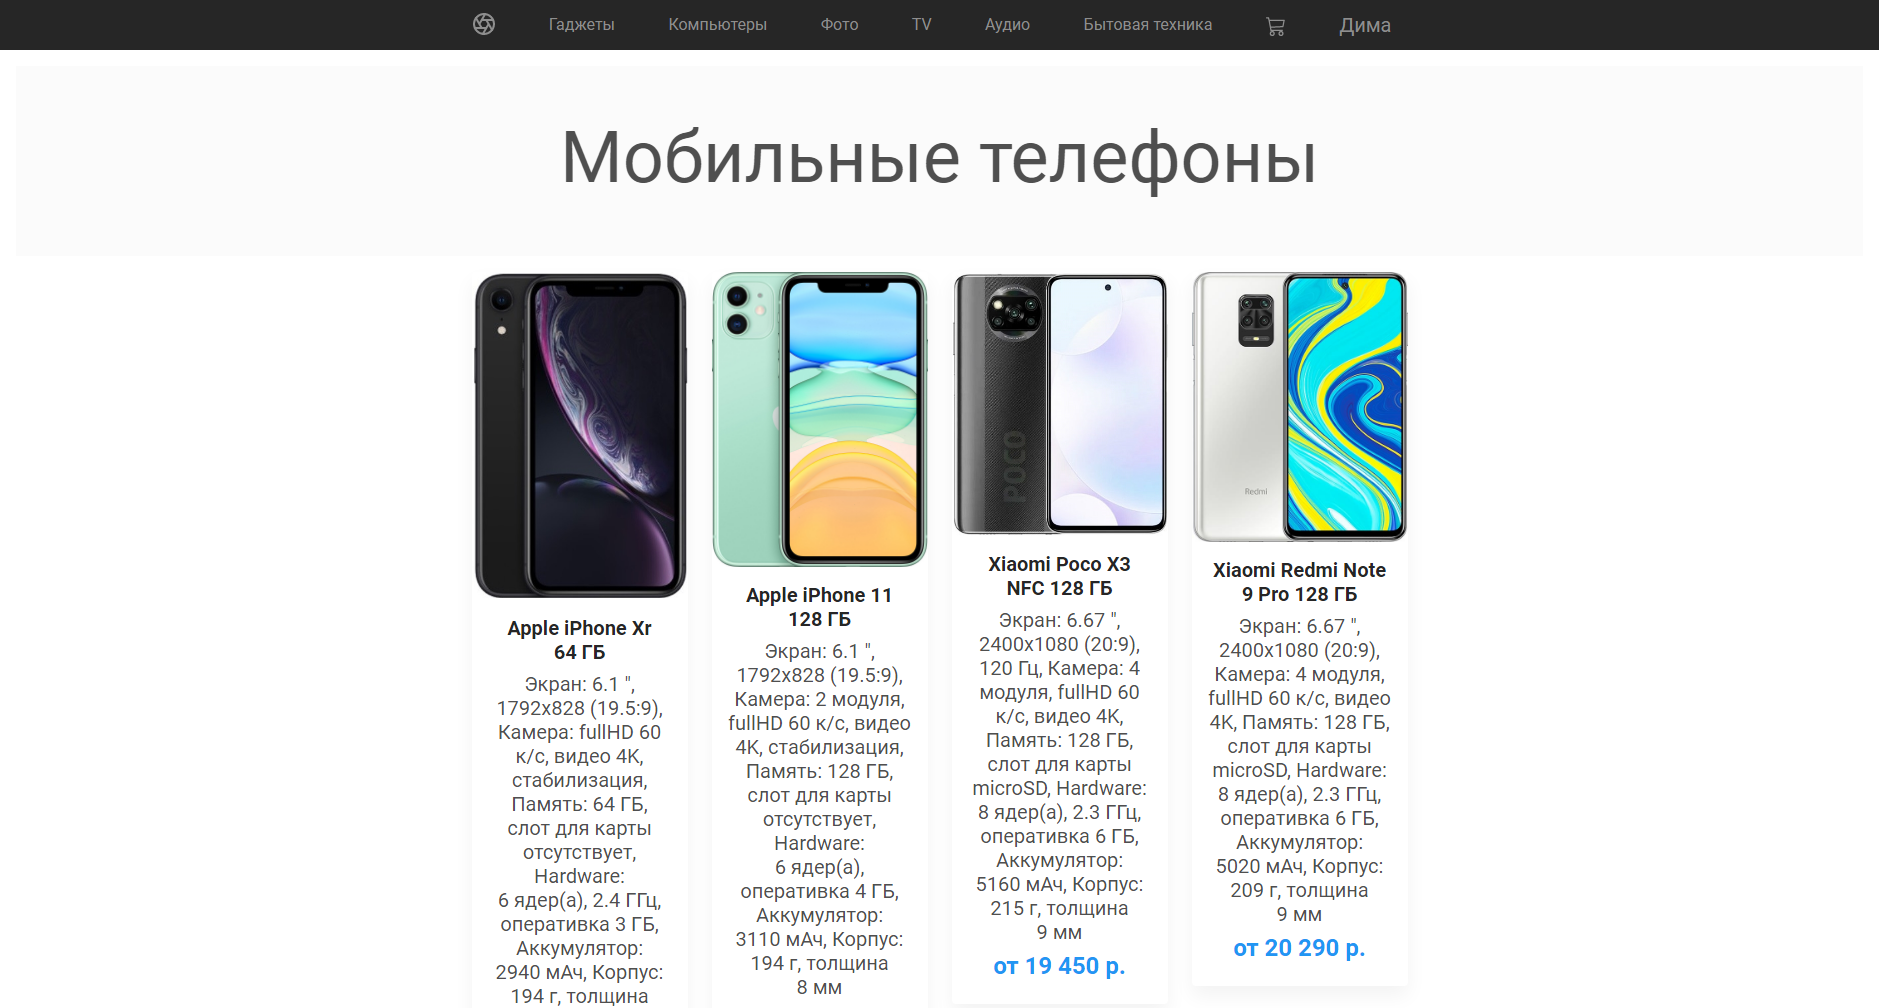 Гаджеты Компьютеры Фото TV Аудио Бытовая техника Дима
Мобильные телефоны
POCO
Redmi
Apple iPhone Xr
64 ГБ
Экран: 6.1 ",
1792x828 (19.5:9),
Камера: fullHD 60
к/с, видео 4K,
стабилизация,
Память: 64 ГБ,
слот для карты
отсутствует,
Hardware:
6 ядер(а), 2.4 ГГц,
оперативка 3 ГБ,
Аккумулятор:
2940 мАч, Корпус:
194 г, толщина
Apple iPhone 11
128 ГБ
Экран: 6.1 ",
1792x828 (19.5:9),
Камера: 2 модуля,
fullHD 60 к/с, видео
4K, стабилизация,
Память: 128 ГБ,
слот для карты
отсутствует,
Hardware:
6 ядер(а),
оперативка 4 ГБ,
Аккумулятор:
3110 мАч, Корпус:
194 г, толщина
8 мм
Xiaomi Poco X3
NFC 128 ГБ
Экран: 6.67 ",
2400x1080 (20:9),
120 Гц, Камера: 4
модуля, fullHD 60
к/с, видео 4K,
Память: 128 ГБ,
слот для карты
microSD, Hardware:
8 ядер(а), 2.3 ГГц,
оперативка 6 ГБ,
Аккумулятор:
5160 мАч, Корпус:
215 г, толщина
9 мм
от 19 450 р.
Xiaomi Redmi Note
9 Pro 128 ГБ
Экран: 6.67 ",
2400x1080 (20:9),
Камера: 4 модуля,
fullHD 60 к/с, видео
4K, Память: 128 ГБ,
слот для карты
microSD, Hardware:
8 ядер(а), 2.3 ГГц,
оперативка 6 ГБ,
Аккумулятор:
5020 мАч, Корпус:
209 г, толщина
9 мм
от 20 290 р.